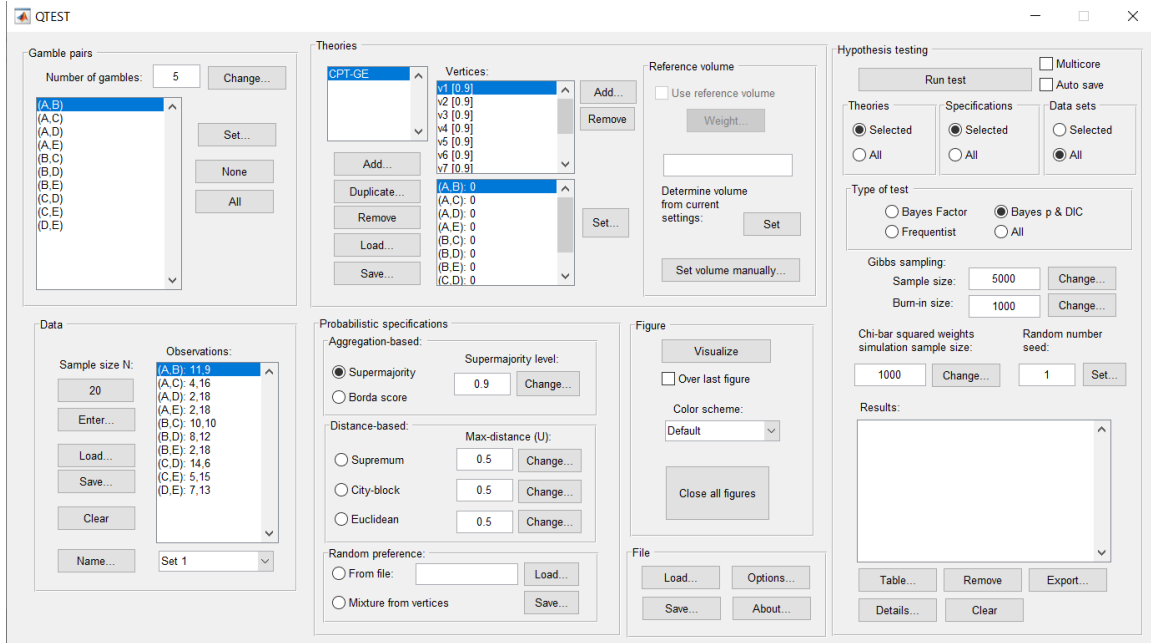 QTEST
Gamble pairs
Number of gambles: 5 Change...
(A,B)
(A,C)
(A,D)
(A,E)
(B,C)
(B,D)
(B,E)
(C,D)
(C,E)
(D,E)
Set...
None
All
Theories
CPT-GE
Add...
Duplicate...
Remove
Load...
Save...
Vertices:
v1 [0.9]
v2 [0.9]
v3 [0.9]
v4 [0.9]
v5 [0.9]
v6 [0.9]
v7 [0.9]
Add...
Remove
(A,B): 0
(A,C): 0
(A,D): 0
(A,E): 0
(B,C): 0
(B,D): 0
(B,E): 0
(C,D): 0
Set...
Reference volume
Use reference volume
Weight...
Determine volume
from current
settings:
Set
Set volume manually...
Hypothesis testing
Run test
Multicore
Auto save
Theories
Selected
All
Specifications
Selected
All
Data sets
Selected
All
Type of test
Bayes Factor
Bayes p & DIC
Frequentist
All
Gibbs sampling:
Sample size: 5000 Change...
Burn-in size: 1000 Change...
Chi-bar squared weights
simulation sample size:
1000 Change...
Random number
seed:
1 Set...
Results:
Table...
Remove
Export...
Details...
Clear
Data
Sample size N:
20
Enter...
Load...
Save...
Clear
Name...
Observations:
(A,B): 11,9
(A,C): 4,16
(A,D): 2,18
(A,E): 2,18
(B,C): 10,10
(B,D): 8,12
(B,E): 2,18
(C,D): 14,6
(C,E): 5,15
(D,E): 7,13
Set 1
Probabilistic specifications
Aggregation-based:
Supermajority
Borda score
Supermajority level:
0.9 Change...
Distance-based:
Max-distance (U):
Supremum 0.5 Change...
City-block 0.5 Change...
Euclidean 0.5 Change...
Random preference:
From file: Load...
Mixture from vertices Save...
Figure
Visualize
Over last figure
Color scheme:
Default
Close all figures
File
Load...
Options...
Save...
About...